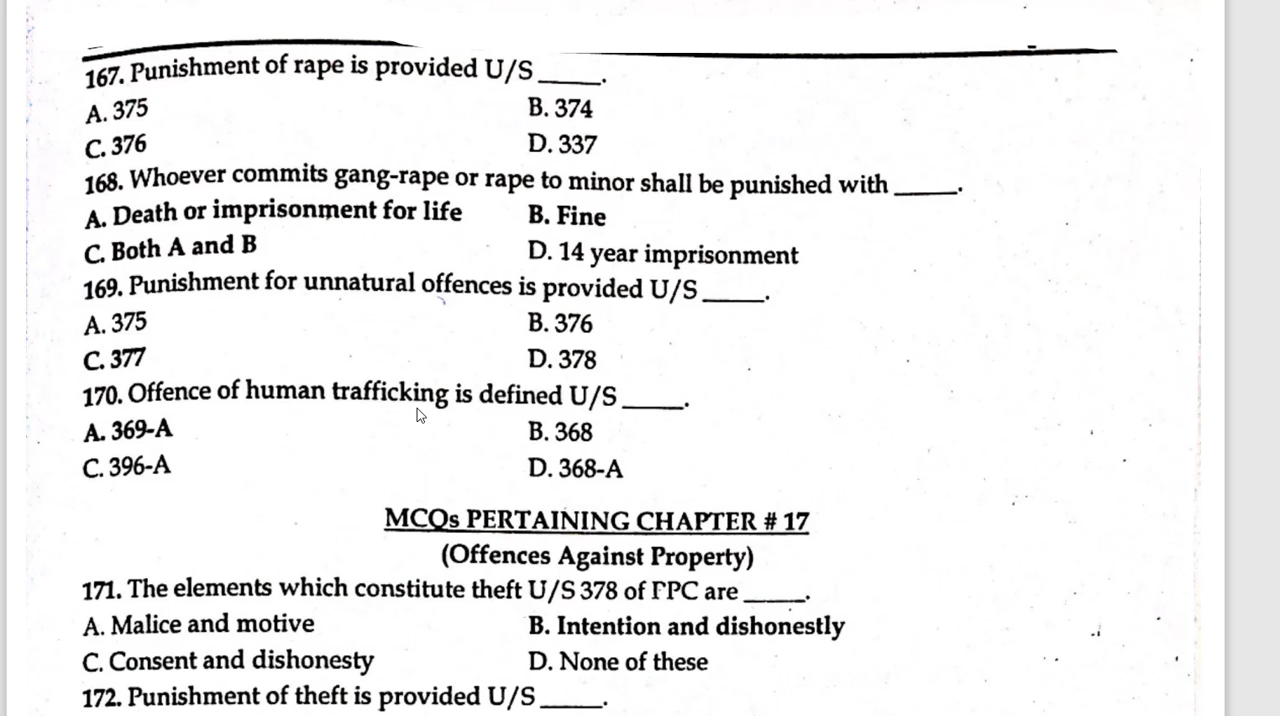 167. Punishment of rape is provided U/S_____.
A. 375 B. 374
C. 376 D. 337
168. Whoever commits gang-rape or rape to minor shall be punished with _____.
A. Death or imprisonment for life B. Fine
C. Both A and B D. 14 year imprisonment
169. Punishment for unnatural offences is provided U/S_____.
A. 375 B. 376
C. 377 D. 378
170. Offence of human trafficking is defined U/S_____.
A. 369-A B. 368
C. 396-A D. 368-A
MCQs PERTAINING CHAPTER # 17
(Offences Against Property)
171. The elements which constitute theft U/S 378 of PPC are _____.
A. Malice and motive B. Intention and dishonestly
C. Consent and dishonesty D. None of these
172. Punishment of theft is provided U/S_____.